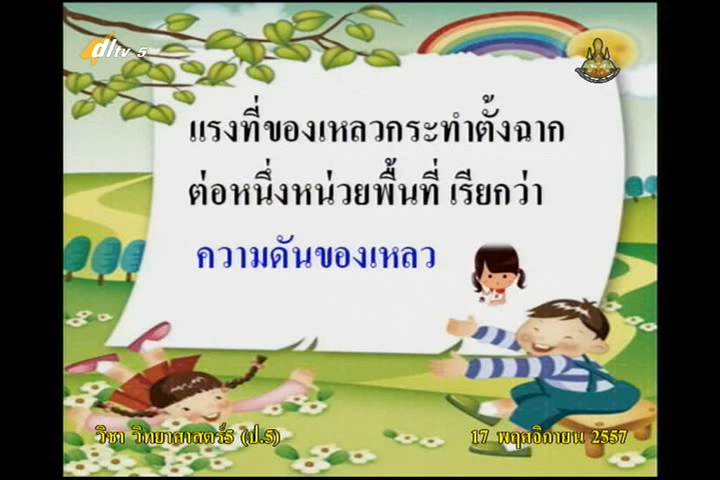 dltv 5
แรงที่ของเหลวกระทำตั้งฉาก
ต่อหนึ่งหน่วยพื้นที่ เรียกว่า
ความดันของเหลว
วิชา วิทยาศาสตร์5 (ป.5)
17 พฤศจิกายน 2557